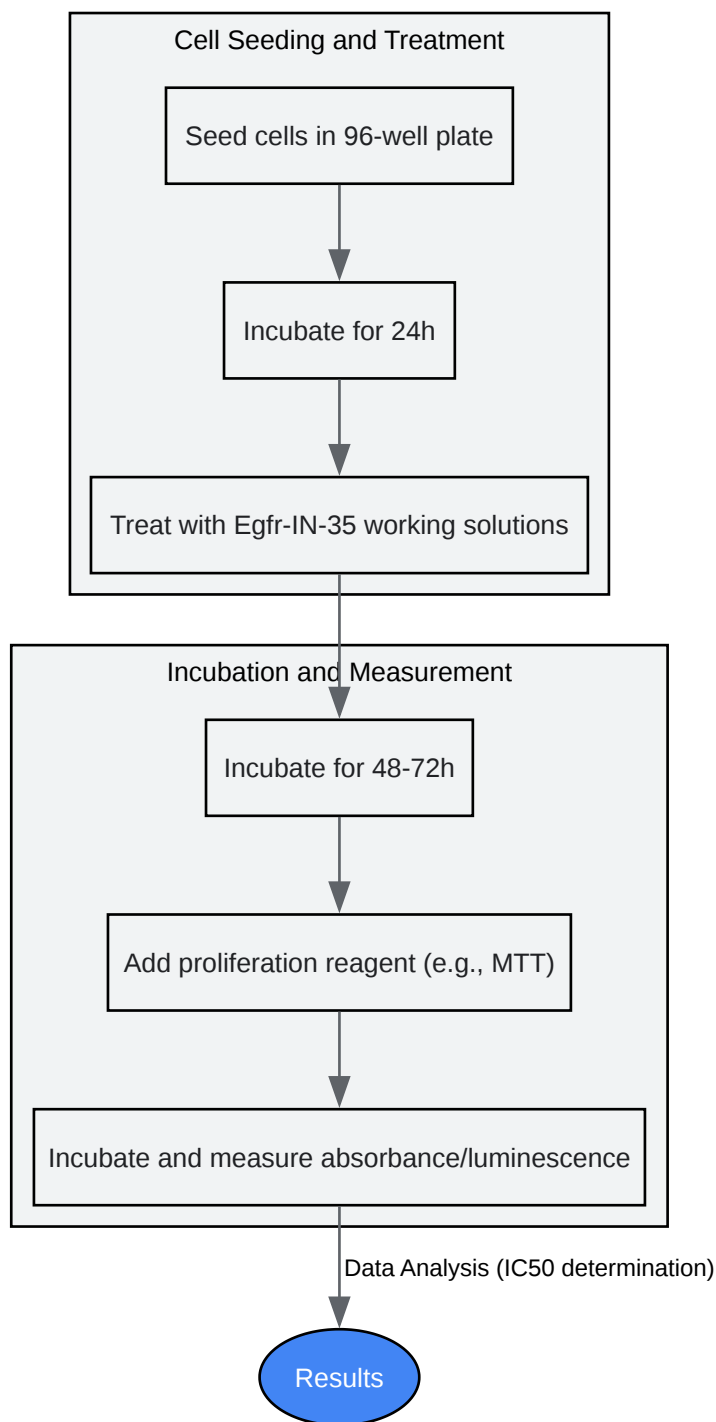 Cell Seeding and Treatment
Seed cells in 96-well plate
Incubate for 24h
Treat with Egfr-IN-35 working solutions
Incubation and Measurement
Incubate for 48-72h
Add proliferation reagent (e.g., MTT)
Incubate and measure absorbance/luminescence
Data Analysis (IC50 determination)
Results